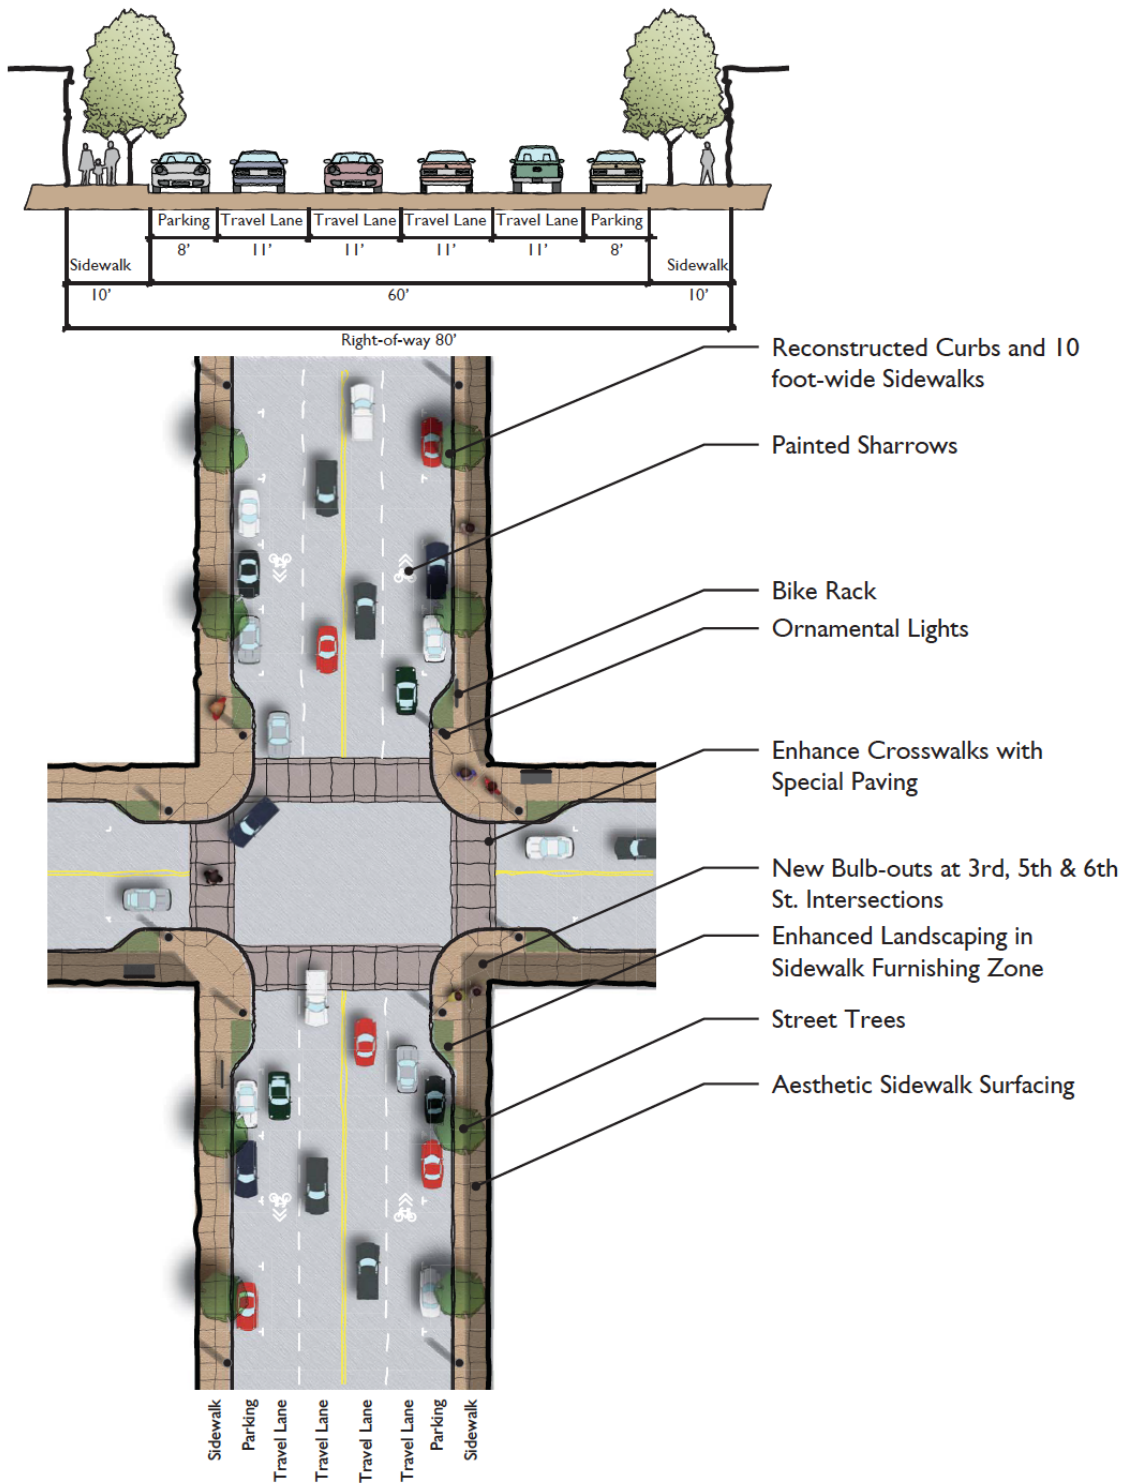 Parking Travel Lane Travel Lane Travel Lane Travel Lane Parking
8' 11' 11' 11' 11' 8'
Sidewalk Sidewalk
10' 60' 10'
Right-of-way 80'
Reconstructed Curbs and 10
foot-wide Sidewalks
Painted Sharrows
Bike Rack
Ornamental Lights
Enhance Crosswalks with
Special Paving
New Bulb-outs at 3rd, 5th & 6th
St. Intersections
Enhanced Landscaping in
Sidewalk Furnishing Zone
Street Trees
Aesthetic Sidewalk Surfacing
Sidewalk
Parking
Travel Lane
Travel Lane
Travel Lane
Travel Lane
Parking
Sidewalk